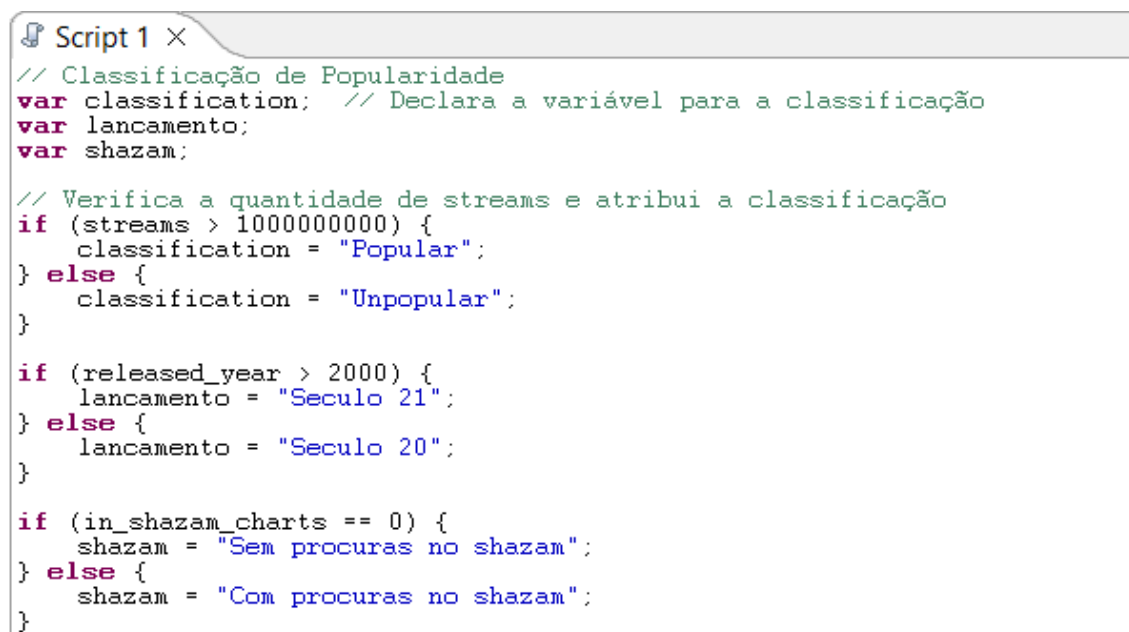 Script 1 ×
// Classificação de Popularidade
var classification;  // Declara a variável para a classificação
var lancamento;
var shazam;
// Verifica a quantidade de streams e atribui a classificação
if (streams > 1000000000) {
    classification = "Popular";
} else {
    classification = "Unpopular";
}
if (released_year > 2000) {
    lancamento = "Seculo 21";
} else {
    lancamento = "Seculo 20";
}
if (in_shazam_charts == 0) {
    shazam = "Sem procuras no shazam";
} else {
    shazam = "Com procuras no shazam";
}